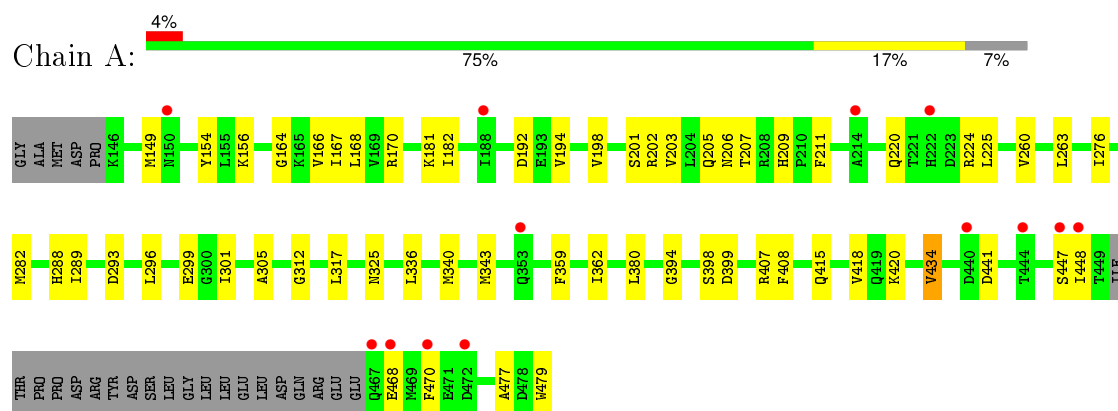 4%
Chain A:
75% 17% 7%
GLY ALA MET ASP PRO K146 M149 N150 Y154 L155 K156 G164 K165 V166 I167 L168 V169 R170 K181 I182 I188 D192 E193 V194 V198 S201 R202 V203 L204 Q205 N206 T207 R208 H209 P210 F211 A214 Q220 T221 H222 D223 R224 L225 V260 L263 I276
M282 H288 I289 D293 L296 E299 G300 I301 A305 G312 L317 N325 L336 M340 M343 Q353 F359 I362 L380 G394 S398 D399 R407 F408 Q415 V418 Q419 K420 V434 D440 D441 T444 S447 I448 T449 ILE
THR PRO PRO ASP ASP ARG TYR ASP SER LEU GLY LEU LEU GLU LEU ASP GLN ARG GLU GLU Q467 E468 M469 F470 E471 D472 A477 D478 W479